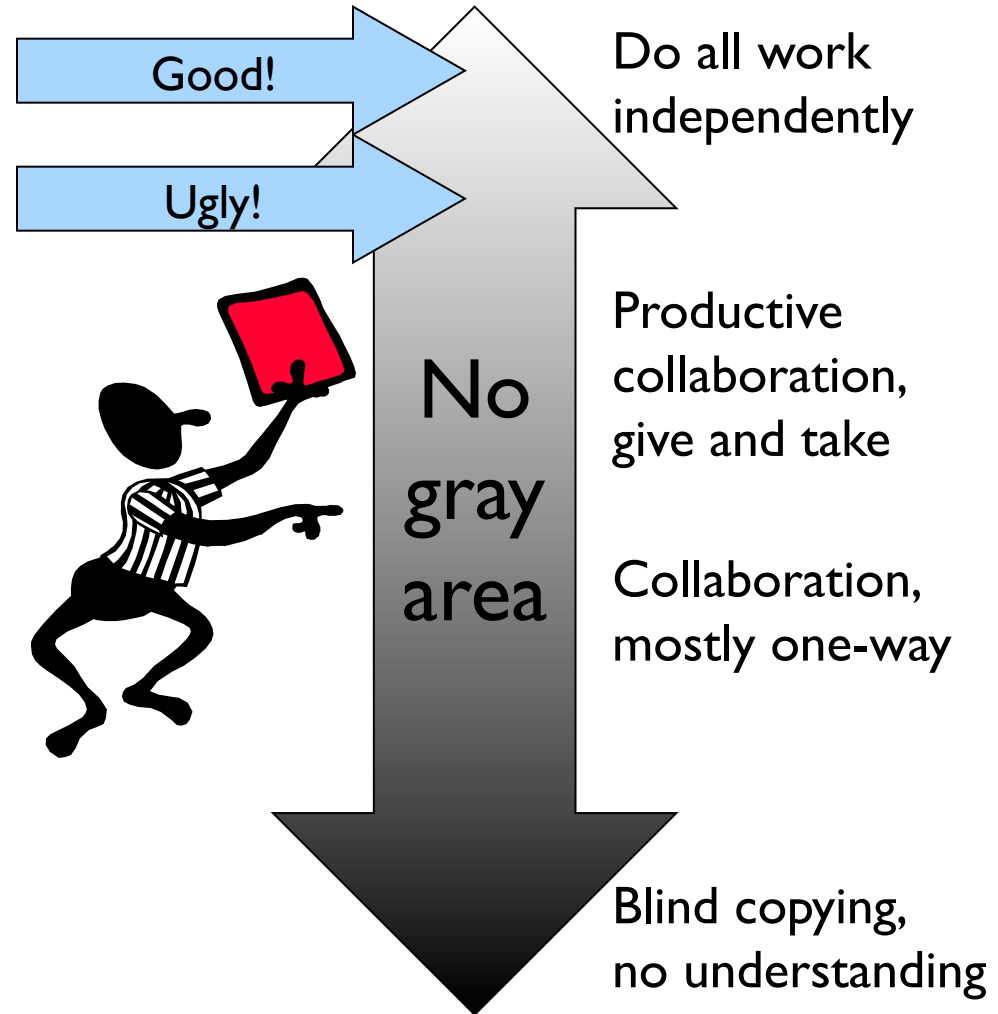 Good!
Do all work
independently
Ugly!
Productive
collaboration,
give and take
No
gray
area
Collaboration,
mostly one-way
Blind copying,
no understanding